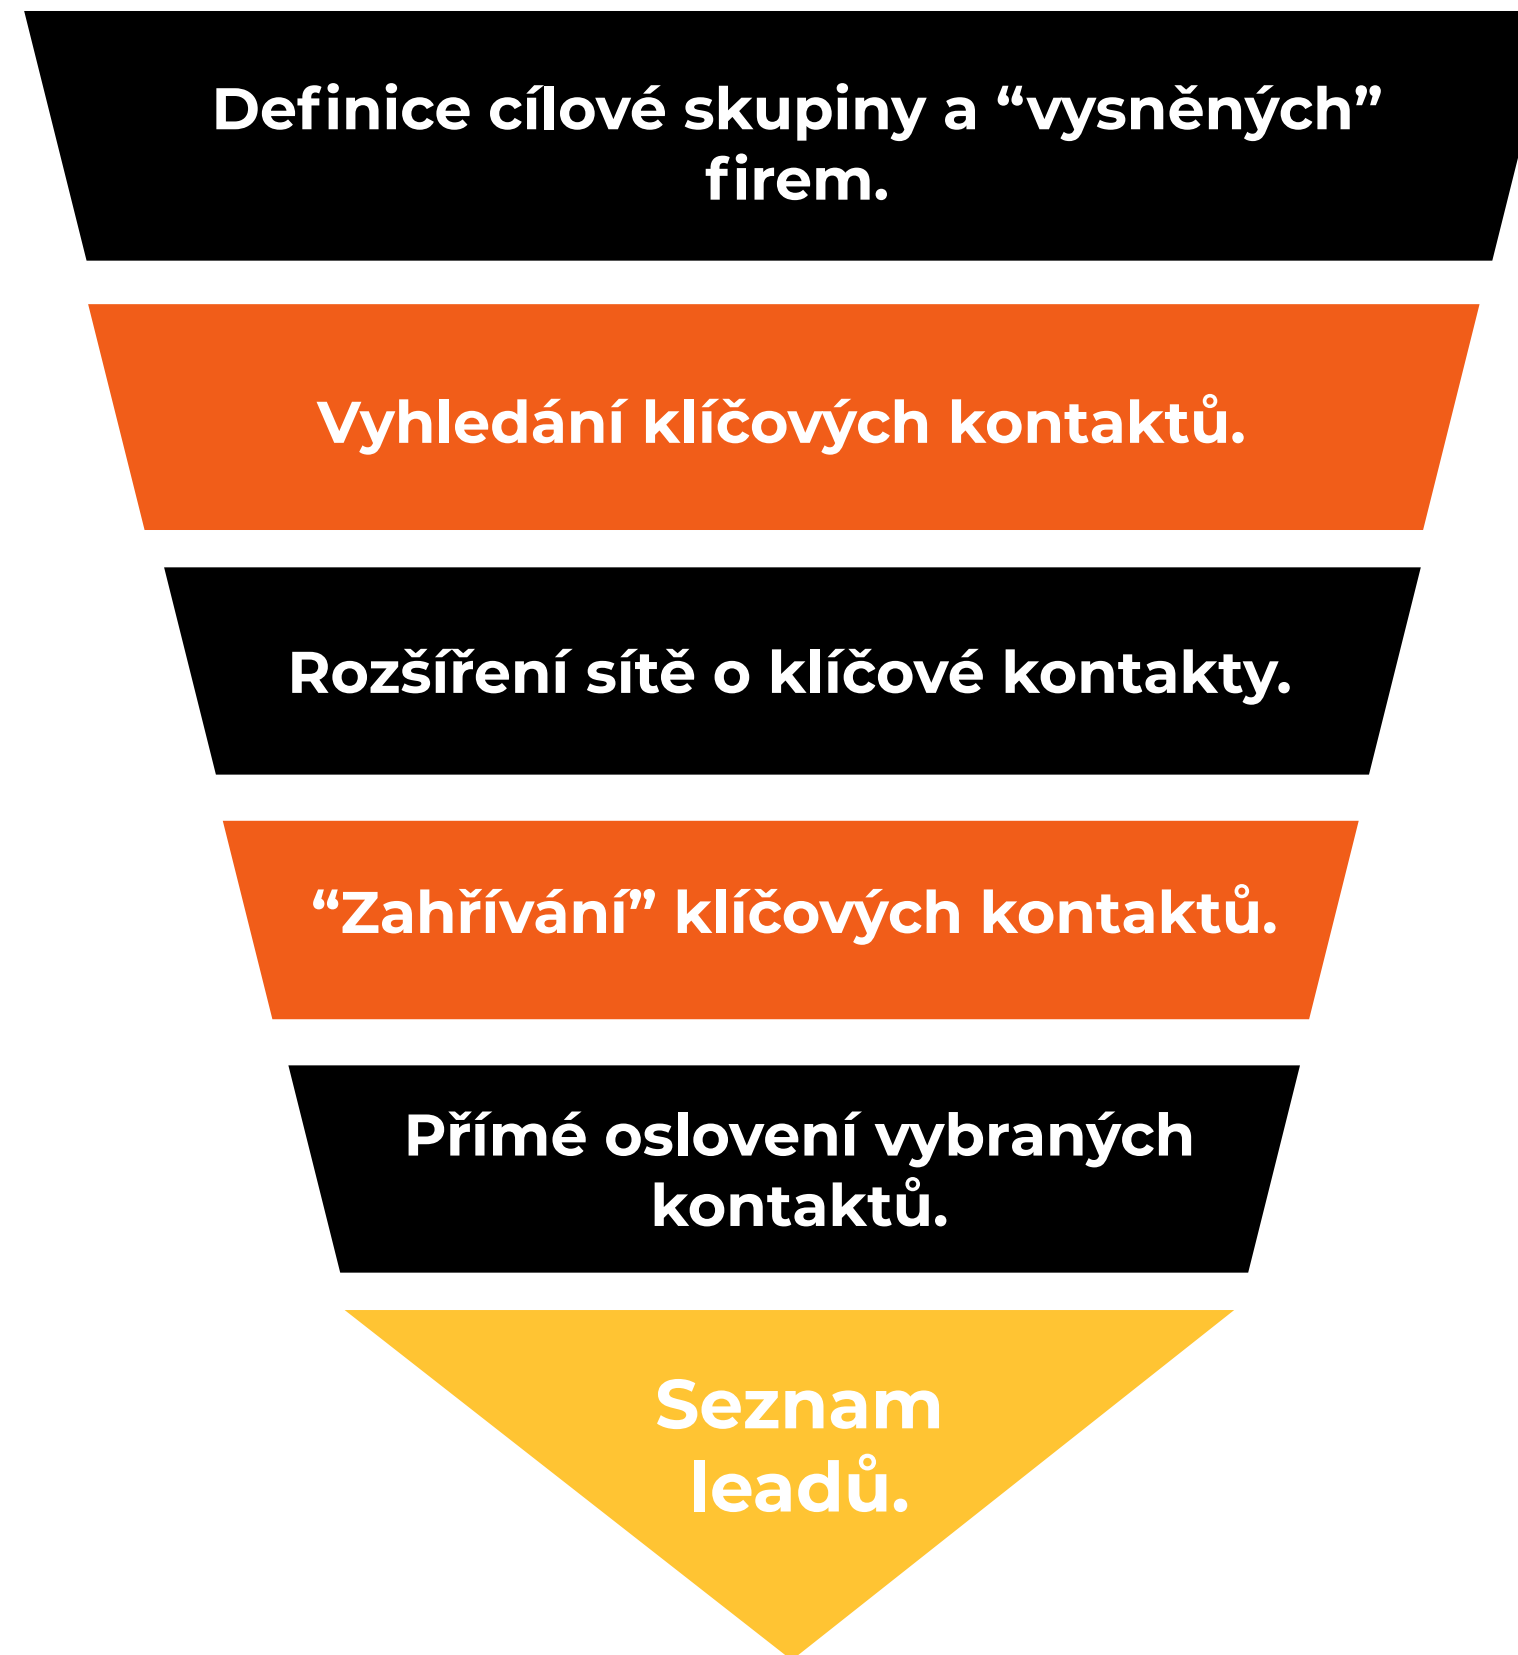 Definice cílové skupiny a “vysněných”
firem.
Vyhledání klíčových kontaktů.
Rozšíření sítě o klíčové kontakty.
“Zahřívání” klíčových kontaktů.
Přímé oslovení vybraných
kontaktů.
Seznam
leadů.